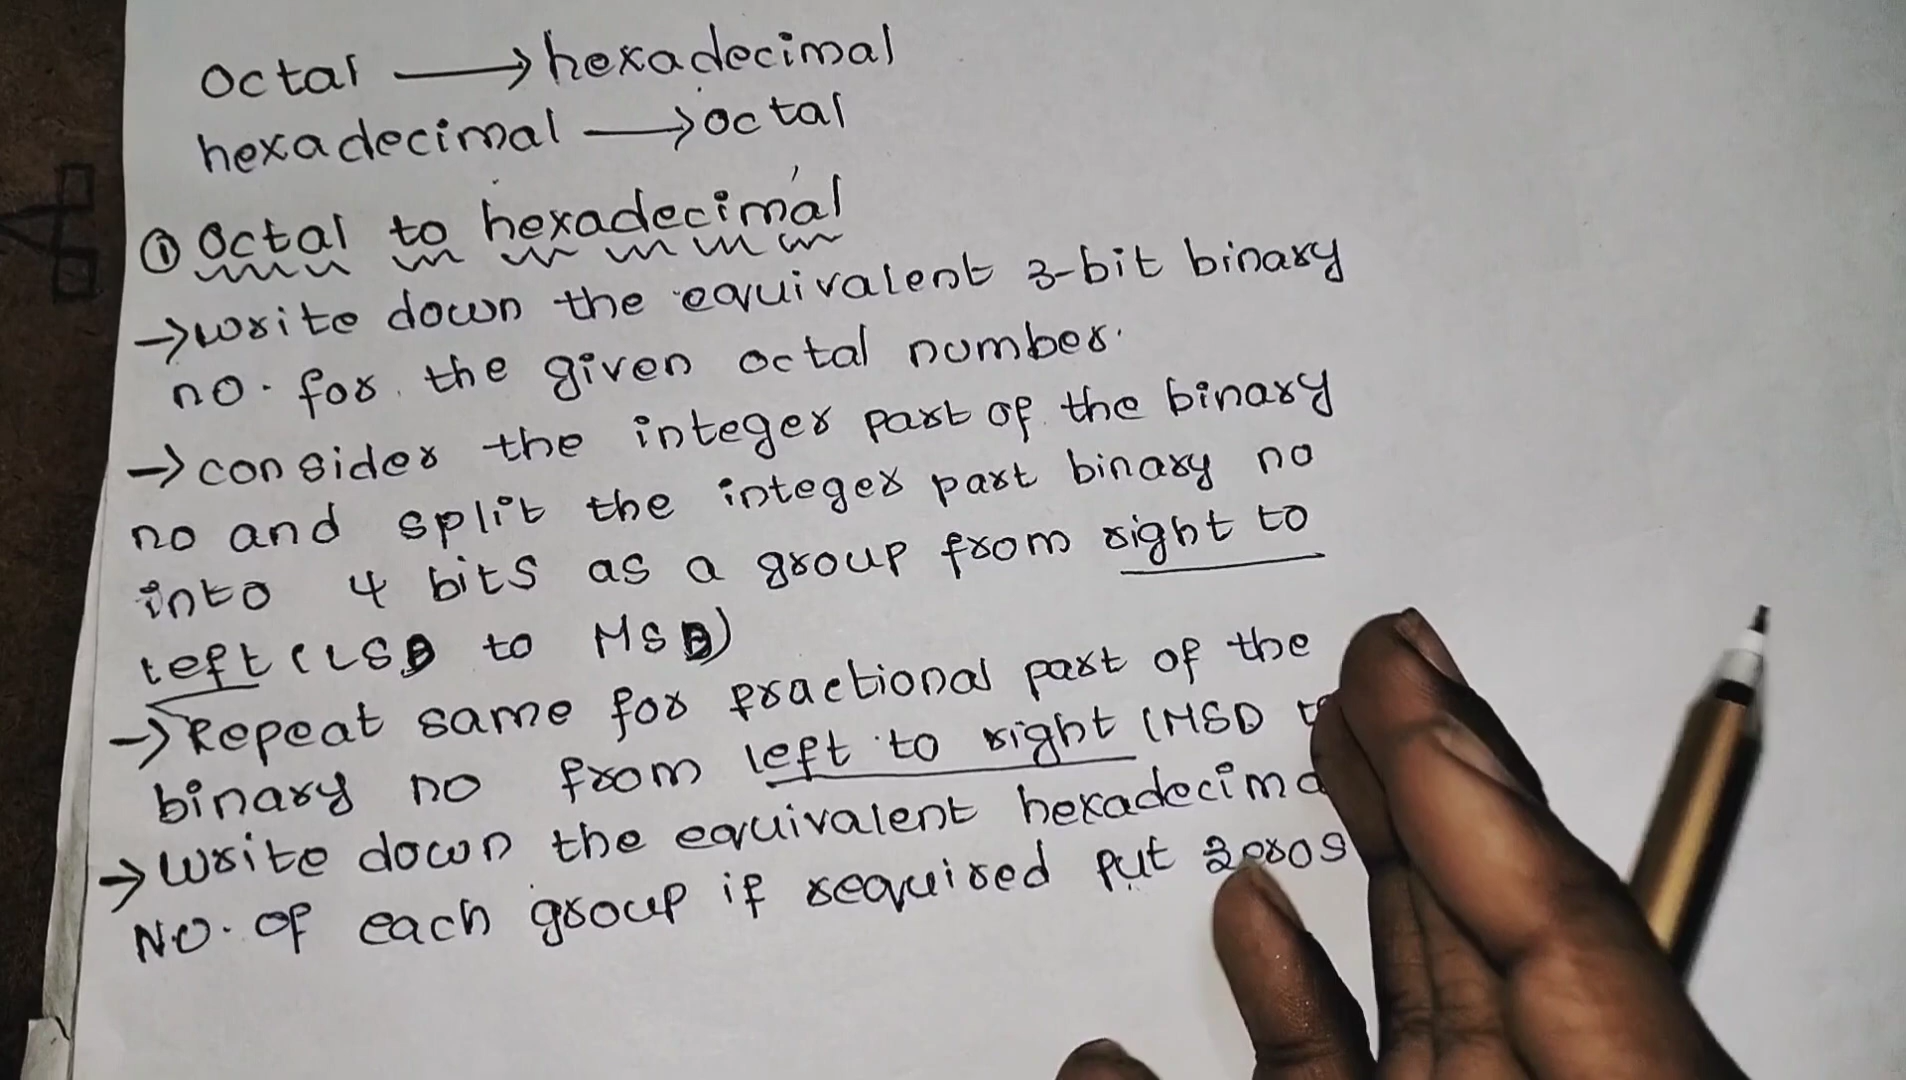 Octal → hexadecimal
hexadecimal → octal
① Octal to hexadecimal
→ write down the equivalent 3-bit binary
no. for the given octal number.
→ consider the integer part of the binary
no and split the integer part binary no
into 4 bits as a group from right to
left (LSB to MSB)
→ Repeat same for fractional part of the
binary no from left to right (MSD
→ write down the equivalent hexadecima
No. of each group if required put zeros